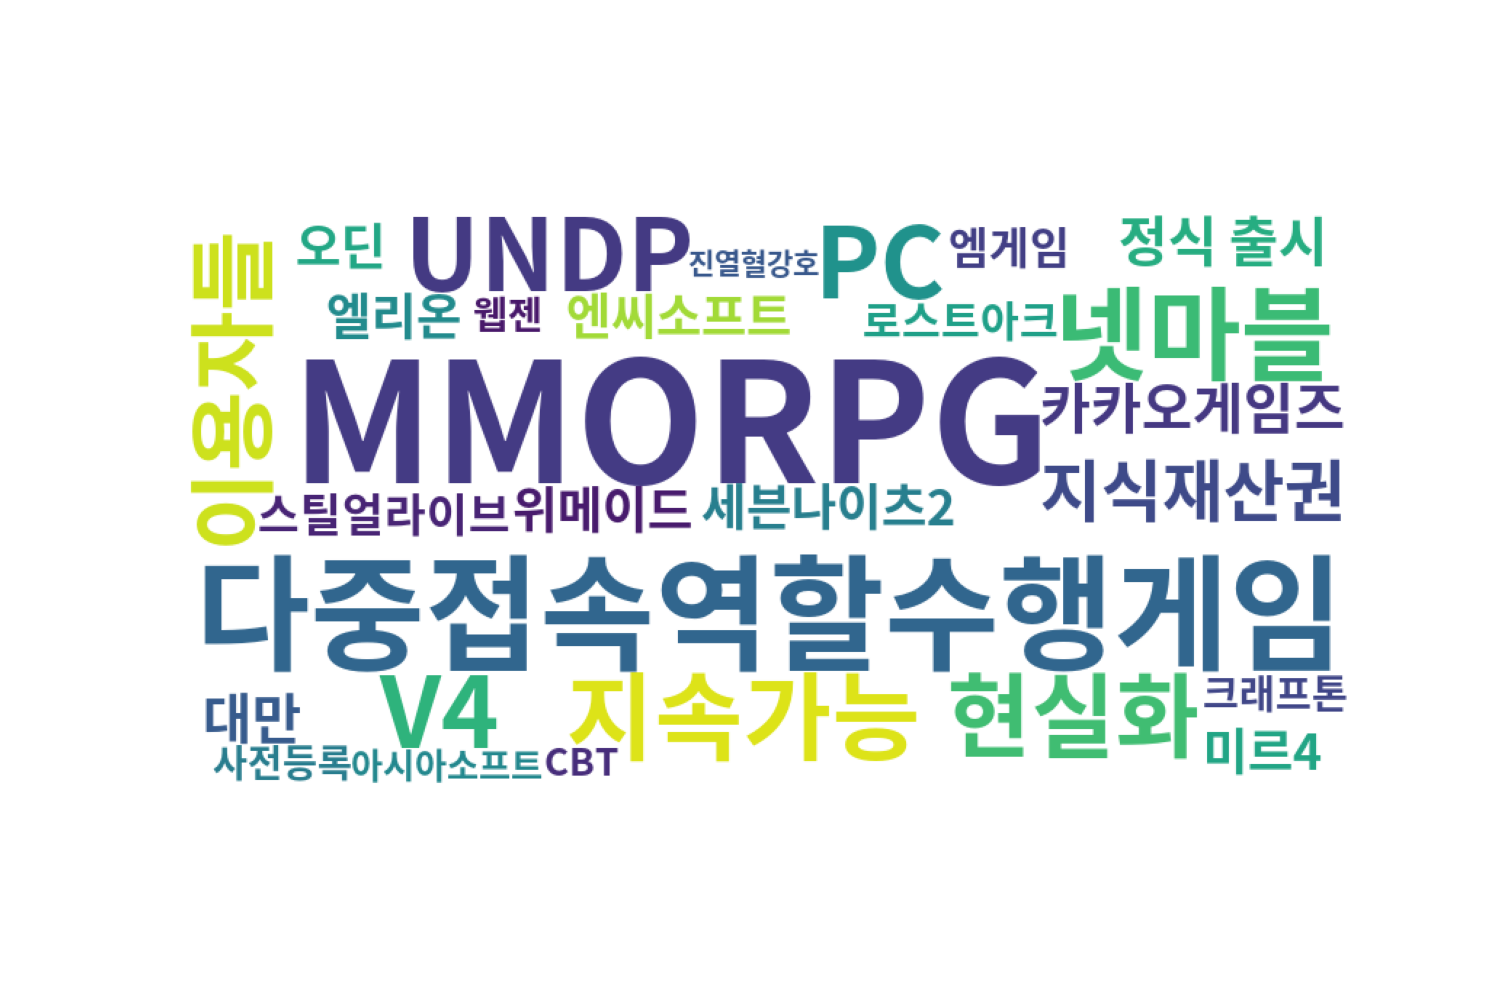 이용자들
오딘
UNDP
진열혈강호
PC
엠게임
정식 출시
엘리온
웹젠
엔씨소프트
로스트아크
넷마블
MMORPG
카카오게임즈
스틸얼라이브
위메이드
세븐나이츠2
지식재산권
다중접속역할수행게임
대만
V4
지속가능
현실화
크래프톤
사전등록
아시아소프트
CBT
미르4